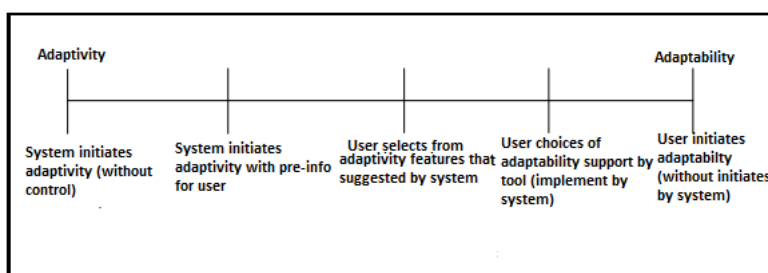 Adaptivity
Adaptability
System initiates
adaptivity (without
control)
System initiates
adaptivity with pre-info
for user
User selects from
adaptivity features that
suggested by system
User choices of
adaptability support by
tool (implement by
system)
User initiates
adaptabilty
(without initiates
by system)